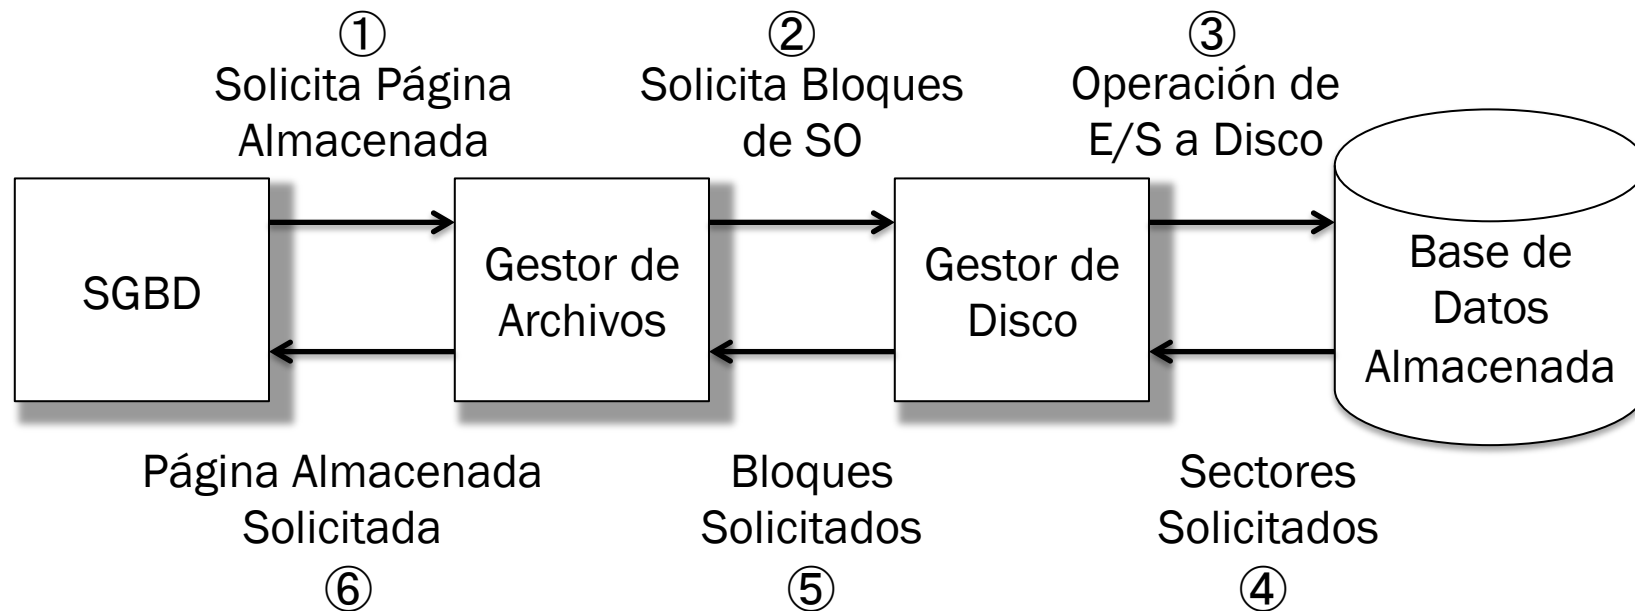 ①
Solicita Página
Almacenada
②
Solicita Bloques
de SO
③
Operación de
E/S a Disco
SGBD
Gestor de
Archivos
Gestor de
Disco
Base de
Datos
Almacenada
Página Almacenada
Solicitada
⑥
Bloques
Solicitados
⑤
Sectores
Solicitados
④